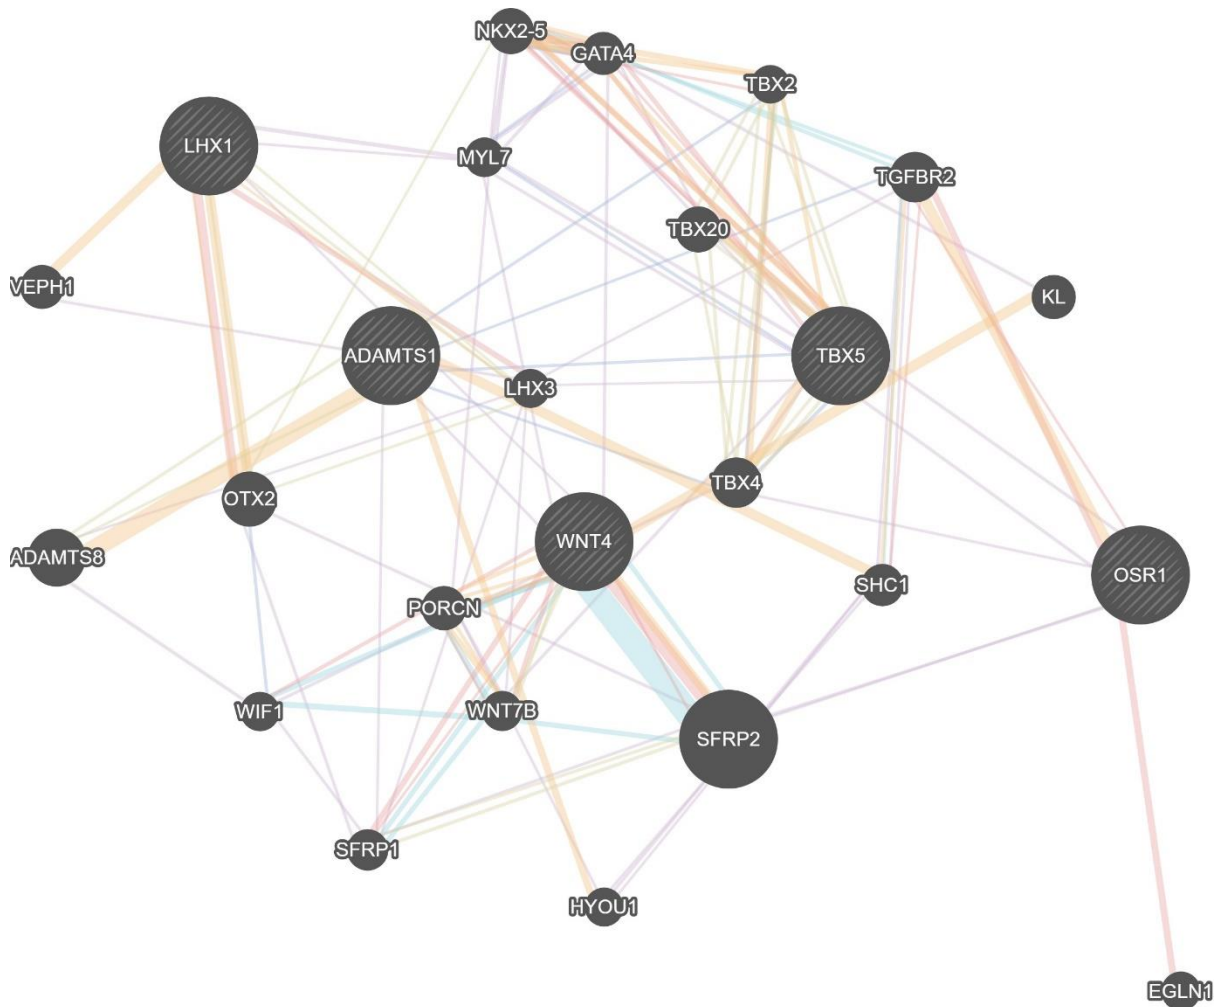 NKX2-5
GATA4
TBX2
LHX1
MYL7
TGFBR2
TBX20
VEPH1
KL
ADAMTS1
TBX5
LHX3
TBX4
OTX2
WNT4
ADAMTS8
SHC1
OSR1
PORCN
WIF1
WNT7B
SFRP2
SFRP1
HYOU1
EGLN1